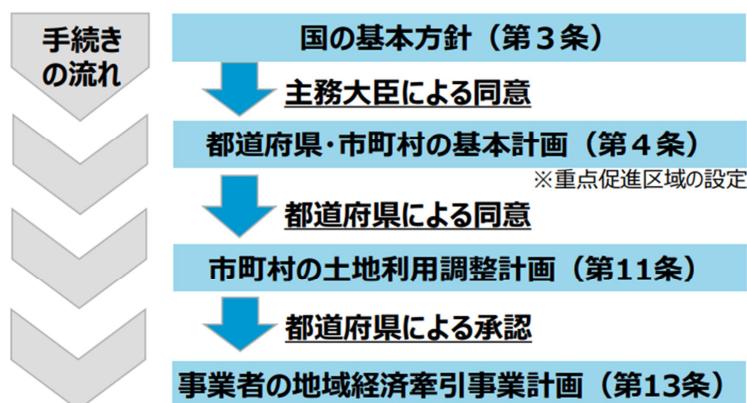 手続き
の流れ
国の基本方針（第３条）
主務大臣による同意
都道府県・市町村の基本計画（第４条）
※重点促進区域の設定
都道府県による同意
市町村の土地利用調整計画（第11条）
都道府県による承認
事業者の地域経済牽引事業計画（第13条）